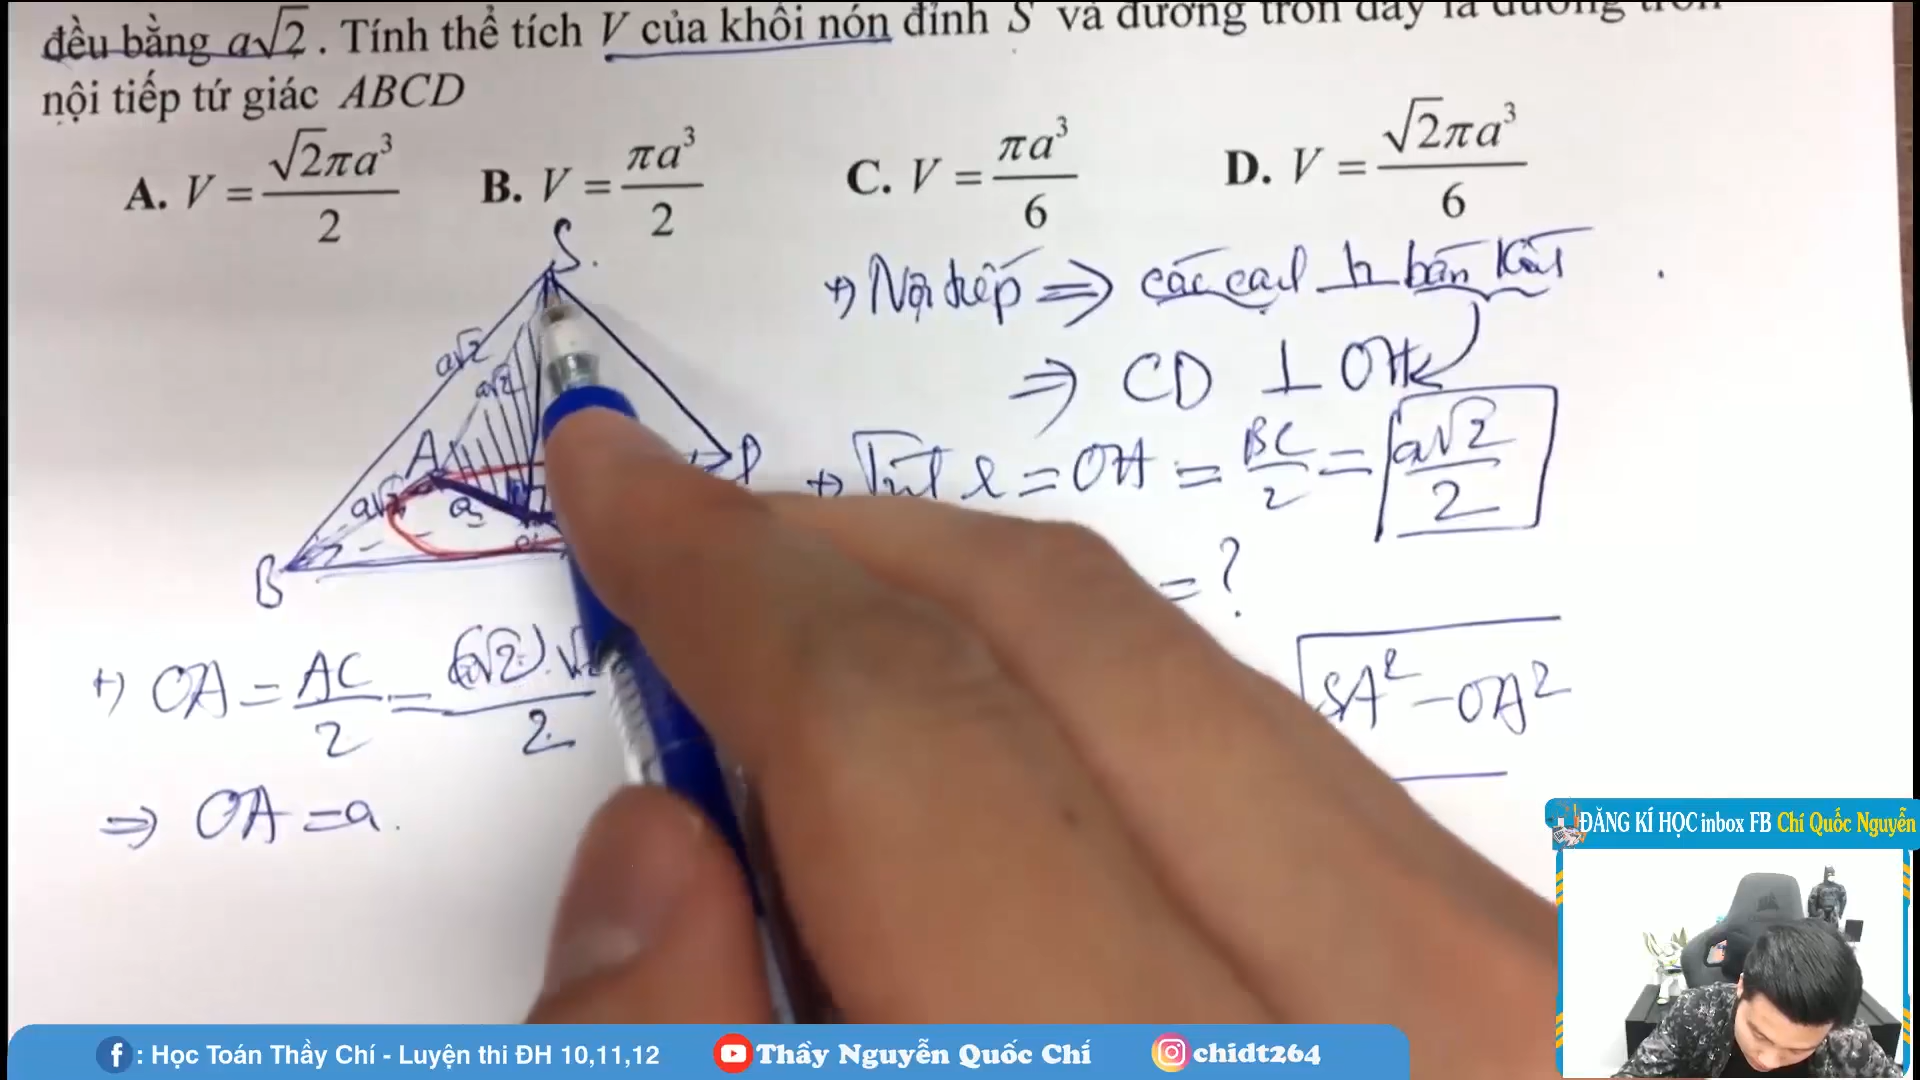 đều bằng a√2. Tính thể tích V của khối nón đỉnh S và đường tròn đáy là đường tròn
nội tiếp tứ giác ABCD
A. V = √2πa³/2 B. V = πa³/2 C. V = πa³/6 D. V = √2πa³/6
S.
+) Nội tiếp ⇒ các cạnh ⊥ bán kính
a√2
a√2
⇒ CD ⊥ OH
A
D
+) Tính r = OH = BC/2 = a√2/2
a√2
a
B
= ?
+) OA = AC/2 = (a√2).√2/2
√SA² - OA²
⇒ OA = a.
ĐĂNG KÍ HỌC inbox FB Chí Quốc Nguyễn
f : Học Toán Thầy Chí - Luyện thi ĐH 10,11,12
Thầy Nguyễn Quốc Chí
chidt264